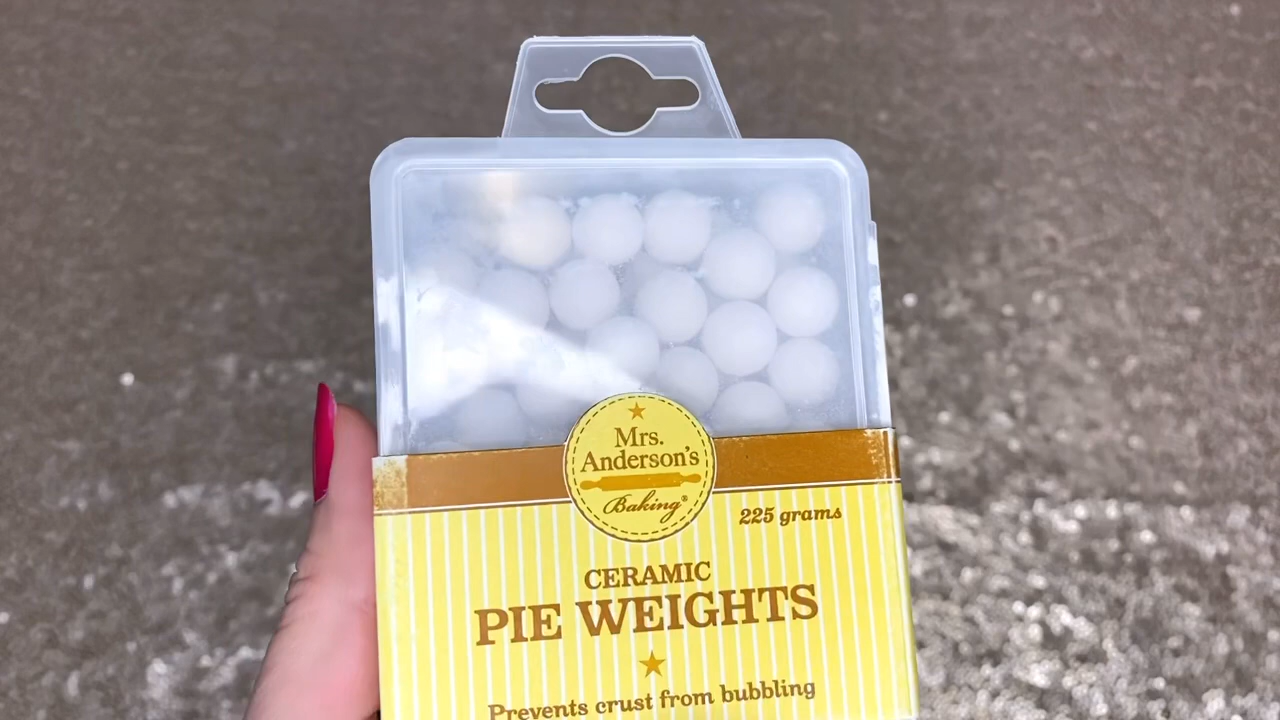 Mrs.
Anderson's
Baking®
225 grams
CERAMIC
PIE WEIGHTS
Prevents crust from bubbling